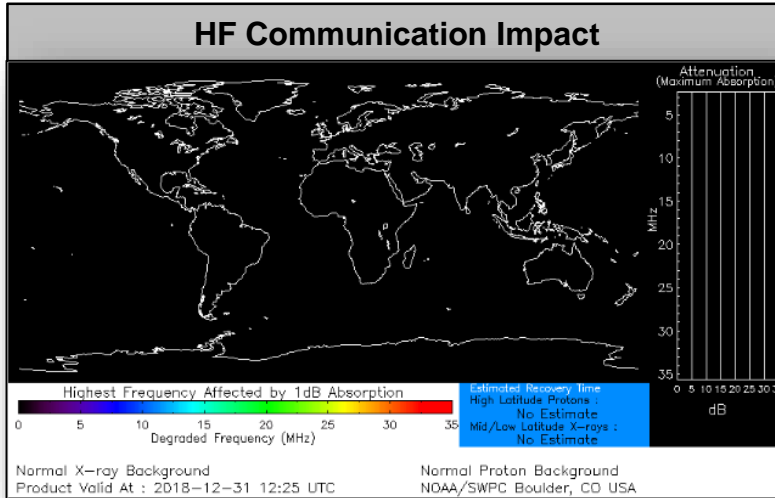 HF Communication Impact
Attenuation
(Maximum Absorption
5
10
15
20
25
30
35
MHz
0 5 10 15 20 25 30 3
dB
Highest Frequency Affected by 1dB Absorption
0 5 10 15 20 25 30 35
Degraded Frequency (MHz)
Estimated Recovery Time
High Latitude Protons :
No Estimate
Mid/Low Latitude X-rays :
No Estimate
Normal X-ray Background
Product Valid At : 2018-12-31 12:25 UTC
Normal Proton Background
NOAA/SWPC Boulder, CO USA